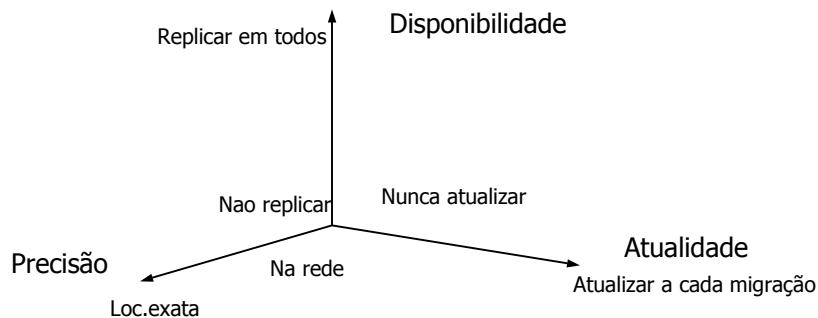 Disponibilidade
Replicar em todos
Nao replicar
Nunca atualizar
Precisão
Na rede
Atualidade
Atualizar a cada migração
Loc.exata